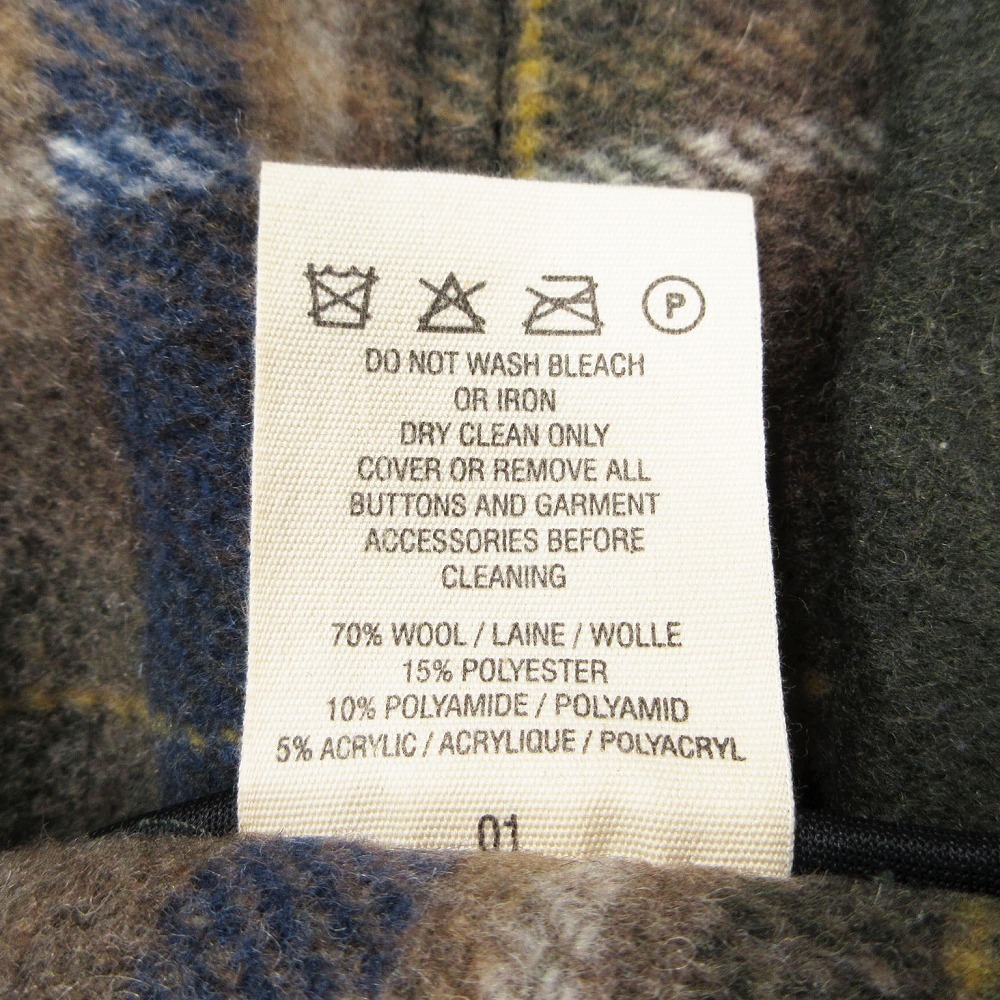 P
DO NOT WASH BLEACH
OR IRON
DRY CLEAN ONLY
COVER OR REMOVE ALL
BUTTONS AND GARMENT
ACCESSORIES BEFORE
CLEANING
70% WOOL / LAINE / WOLLE
15% POLYESTER
10% POLYAMIDE / POLYAMID
5% ACRYLIC / ACRYLIQUE / POLYACRYL
01